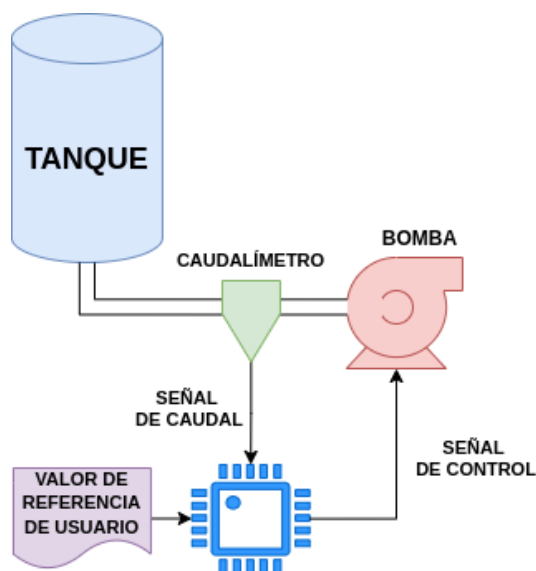 TANQUE
CAUDALÍMETRO
BOMBA
SEÑAL
DE CAUDAL
SEÑAL
DE CONTROL
VALOR DE
REFERENCIA
DE USUARIO